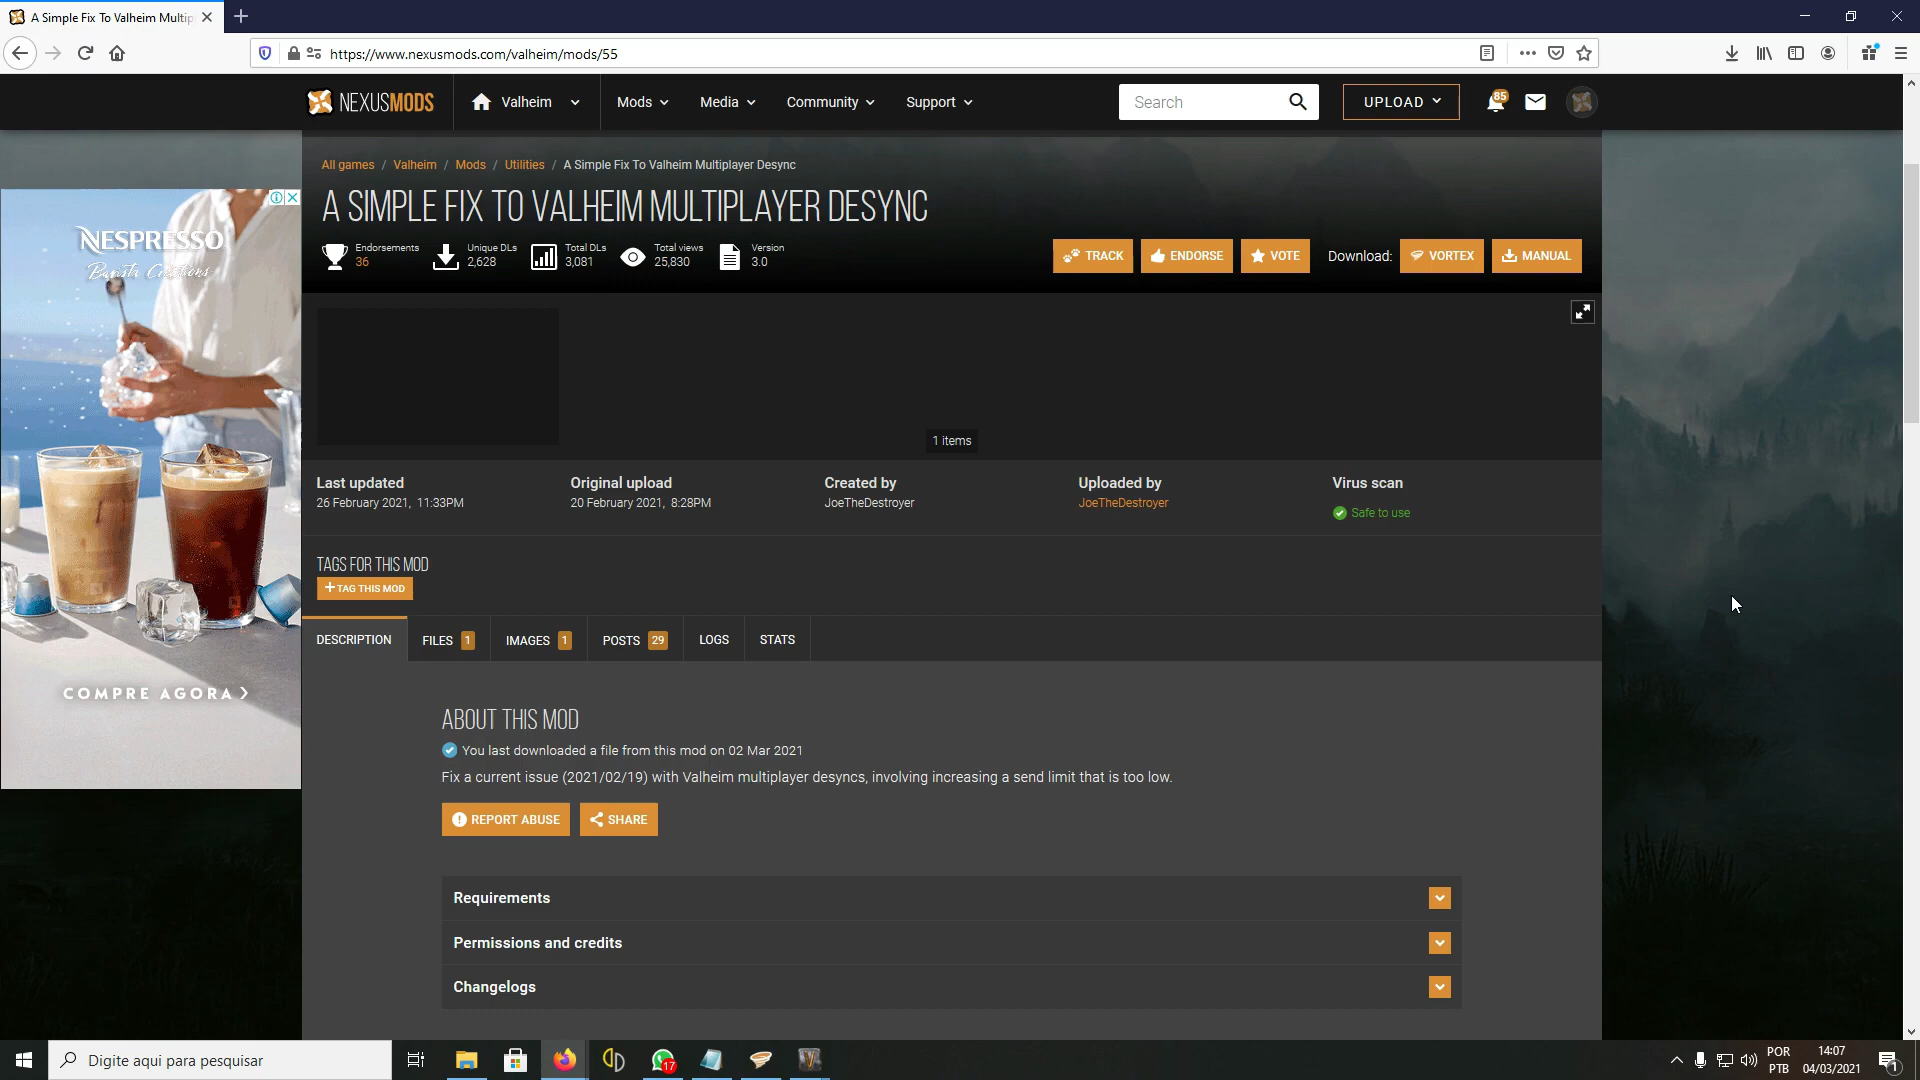 A Simple Fix To Valheim Multip
https://www.nexusmods.com/valheim/mods/55
NEXUSMODS
Valheim
Mods
Media
Community
Support
Search
UPLOAD
85
All games / Valheim / Mods / Utilities / A Simple Fix To Valheim Multiplayer Desync
A SIMPLE FIX TO VALHEIM MULTIPLAYER DESYNC
Endorsements
36
Unique DLs
2,628
Total DLs
3,081
Total views
25,830
Version
3.0
TRACK
ENDORSE
VOTE
Download:
VORTEX
MANUAL
NESPRESSO
Barista Creations
COMPRE AGORA
1 items
Last updated
26 February 2021, 11:33PM
Original upload
20 February 2021, 8:28PM
Created by
JoeTheDestroyer
Uploaded by
JoeTheDestroyer
Virus scan
Safe to use
TAGS FOR THIS MOD
+ TAG THIS MOD
DESCRIPTION
FILES 1
IMAGES 1
POSTS 29
LOGS
STATS
ABOUT THIS MOD
You last downloaded a file from this mod on 02 Mar 2021
Fix a current issue (2021/02/19) with Valheim multiplayer desyncs, involving increasing a send limit that is too low.
REPORT ABUSE
SHARE
Requirements
Permissions and credits
Changelogs
Digite aqui para pesquisar
17
POR
PTB
14:07
04/03/2021
1